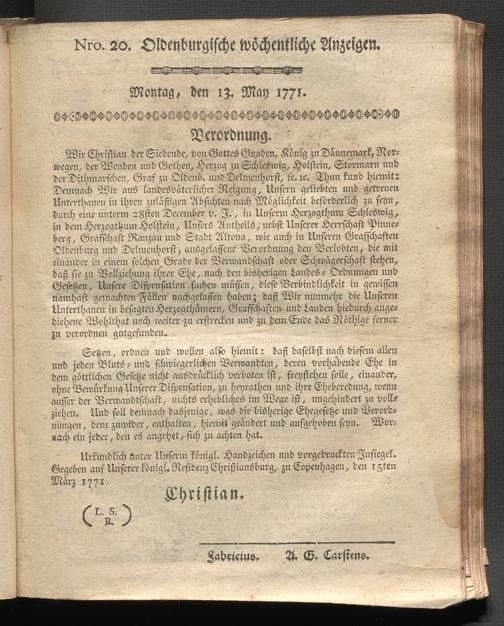 Nro. 20. Oldenburgische wöchentliche Anzeigen.
Montag, den 13. May 1771.
Verordnung.
Wir Christian der Siebende, von Gottes Gnaden, König zu Dännemark, Nor-
wegen, der Wenden und Gothen, Herzog zu Schleswig, Holstein, Stormarn und
der Dithmarschen, Graf zu Oldenb. und Delmenhorst, ꝛc. ꝛc. Thun kund hiemit:
Demnach Wir aus landesväterlicher Neigung, Unsern geliebten und getreuen
Unterthanen in ihren zuläßigen Absichten nach Möglichkeit beförderlich zu seyn,
durch eine unterm 28sten December v. J., in Unserm Herzogthum Schleswig,
in dem Herzogthum Holstein, Unsers Antheils, nebst Unserer Herrschaft Pinne-
berg, Grafschaft Ranzau und Stadt Altona, wie auch in Unseren Grafschaften
Oldenburg und Delmenhorst, ausgelassene Verordnung den Verlobten, die mit
einander in einem solchen Grade der Verwandschaft oder Schwägerschaft stehen,
daß sie zu Vollziehung ihrer Ehe, nach den bisherigen Landes-Ordnungen und
Gesetzen, Unsere Dispensation suchen müssen, diese Verbindlichkeit in gewissen
namhaft gemachten Fällen nachgelassen haben; daß Wir nunmehr die Unseren
Unterthanen in besagten Herzogthümern, Grafschaften und Landen hiedurch ange-
diehene Wohlthat noch weiter zu erstrecken und zu dem Ende das Nöthige ferner
zu verordnen gutgefunden.
Setzen, ordnen und wollen also hiemit: daß daselbst nach diesem allen
und jeden Bluts- und schwiegerlichen Verwandten, deren vorhabende Ehe in
dem göttlichen Gesetze nicht ausdrücklich verboten ist, freystehen solle, einander,
ohne Bewürkung Unserer Dispensation, zu heyrathen und ihre Eheberedung, wenn
ausser der Verwandtschaft, nichts erhebliches im Wege ist, ungehindert zu voll-
ziehen. Und soll demnach dasjenige, was die bisherige Ehegesetze und Verord-
nungen, dem zuwider, enthalten, hiemit geändert und aufgehoben seyn. Wor-
nach ein jeder, den es angehet, sich zu achten hat.
Urkundlich unter Unserm königl. Handzeichen und vorgedruckten Insiegel.
Gegeben auf Unserer königl. Residenz Christiansburg, zu Copenhagen, den 15ten
März 1771.
Christian.
(L. S.
R.)
Fabricius. A. G. Carstens.